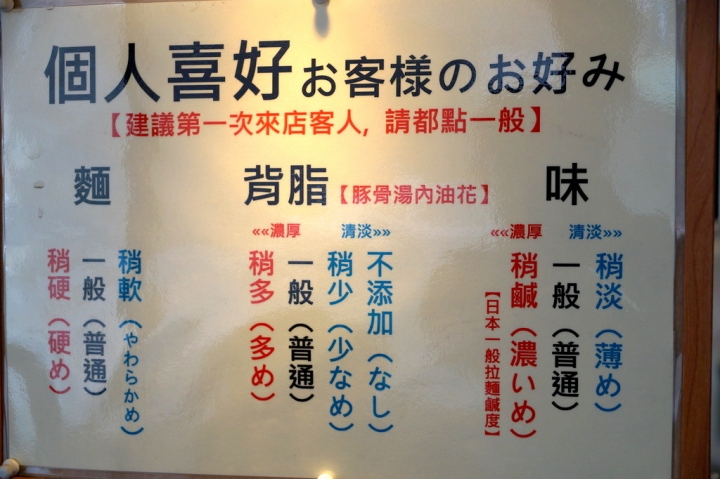 個人喜好お客様のお好み
【建議第一次來店客人,請都點一般】
麵
稍硬（硬め）
一般（普通）
稍軟（やわらかめ）
背脂【豚骨湯內油花】
««濃厚 清淡»»
稍多（多め）
一般（普通）
稍少（少なめ）
不添加（なし）
味
««濃厚 清淡»»
【日本一般拉麵鹹度】
稍鹹（濃いめ）
一般（普通）
稍淡（薄め）